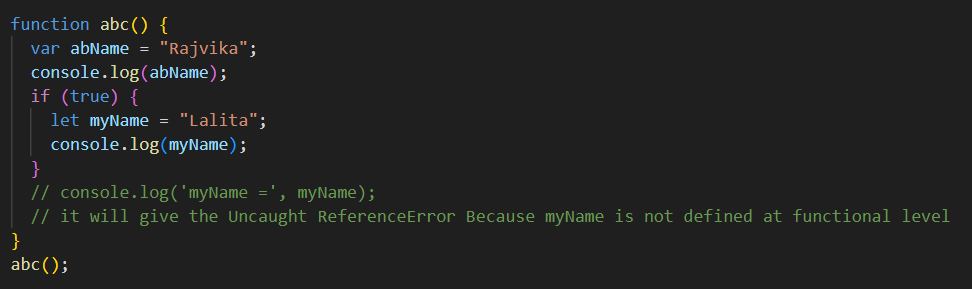 function abc() {
  var abName = "Rajvika";
  console.log(abName);
  if (true) {
    let myName = "Lalita";
    console.log(myName);
  }
  // console.log('myName =', myName);
  // it will give the Uncaught ReferenceError Because myName is not defined at functional level
}
abc();